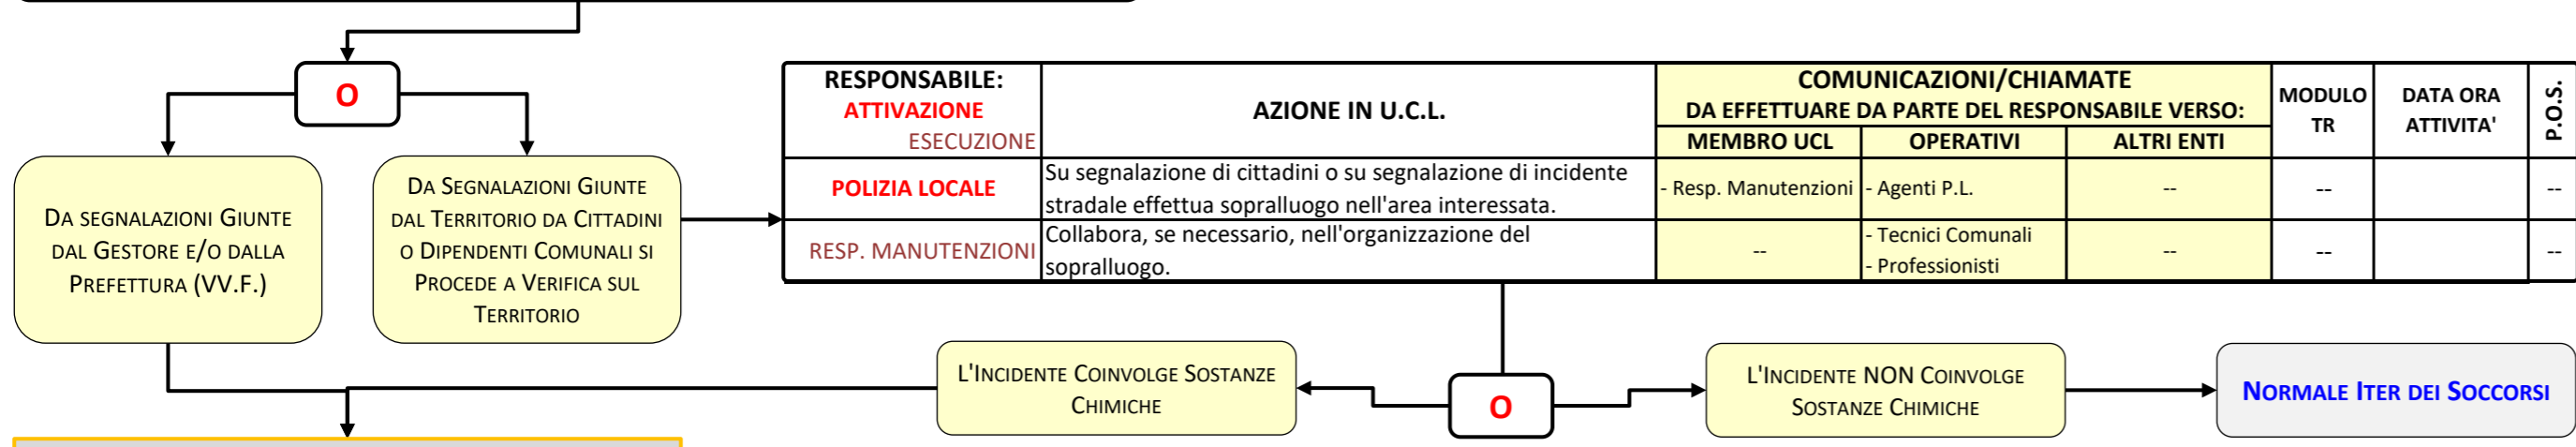 O
DA SEGNALAZIONI GIUNTE
DAL GESTORE E/O DALLA
PREFETTURA (VV.F.)
DA SEGNALAZIONI GIUNTE
DAL TERRITORIO DA CITTADINI
O DIPENDENTI COMUNALI SI
PROCEDE A VERIFICA SUL
TERRITORIO
RESPONSABILE:
ATTIVAZIONE
ESECUZIONE
AZIONE IN U.C.L.
COMUNICAZIONI/CHIAMATE
DA EFFETTUARE DA PARTE DEL RESPONSABILE VERSO:
MEMBRO UCL
OPERATIVI
ALTRI ENTI
MODULO
TR
DATA ORA
ATTIVITA'
P.O.S.
POLIZIA LOCALE
Su segnalazione di cittadini o su segnalazione di incidente
stradale effettua sopralluogo nell'area interessata.
- Resp. Manutenzioni
- Agenti P.L.
--
--
--
RESP. MANUTENZIONI
Collabora, se necessario, nell'organizzazione del
sopralluogo.
--
- Tecnici Comunali
- Professionisti
--
--
--
L'INCIDENTE COINVOLGE SOSTANZE
CHIMICHE
O
L'INCIDENTE NON COINVOLGE
SOSTANZE CHIMICHE
NORMALE ITER DEI SOCCORSI